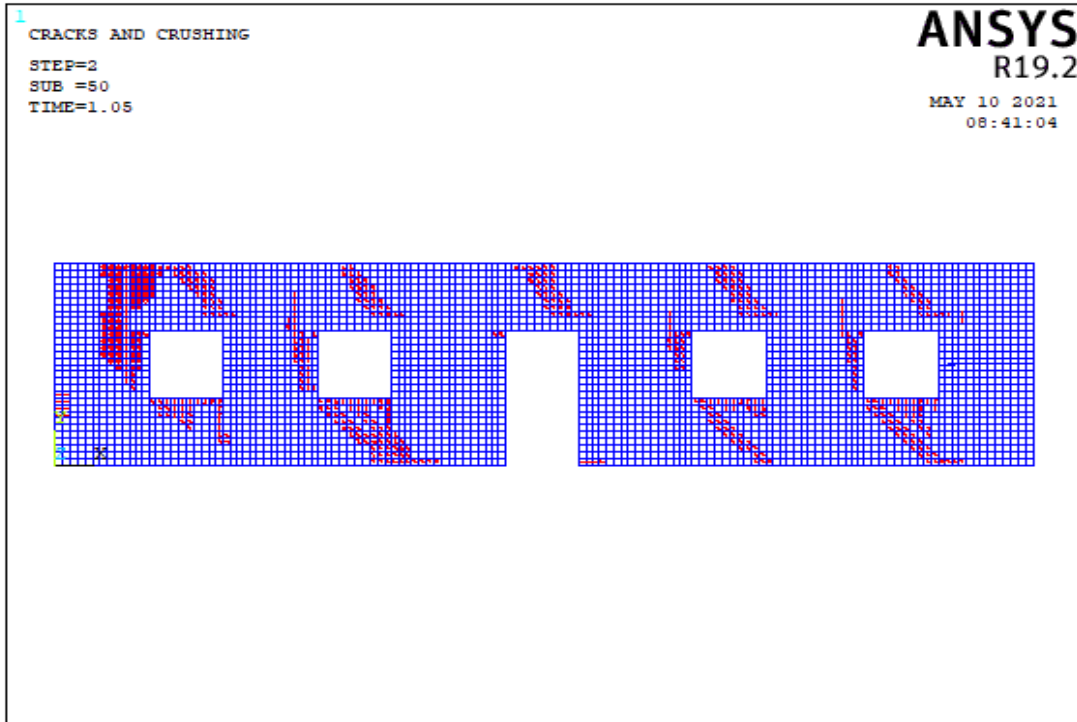 1
CRACKS AND CRUSHING
STEP=2
SUB =50
TIME=1.05
ANSYS
R19.2
MAY 10 2021
08:41:04
Y
Z X